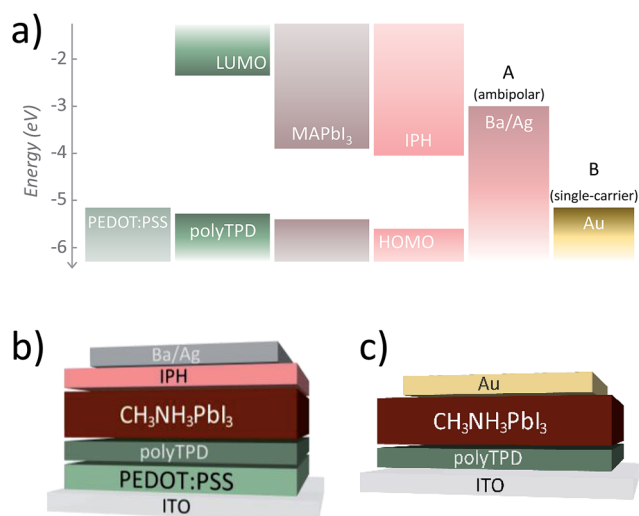 a)
Energy (eV)
-2
-3
-4
-5
-6
LUMO
MAPbI₃
IPH
A
(ambipolar)
Ba/Ag
B
(single-carrier)
Au
PEDOT:PSS
polyTPD
HOMO
b)
Ba/Ag
IPH
CH₃NH₃PbI₃
polyTPD
PEDOT:PSS
ITO
c)
Au
CH₃NH₃PbI₃
polyTPD
ITO